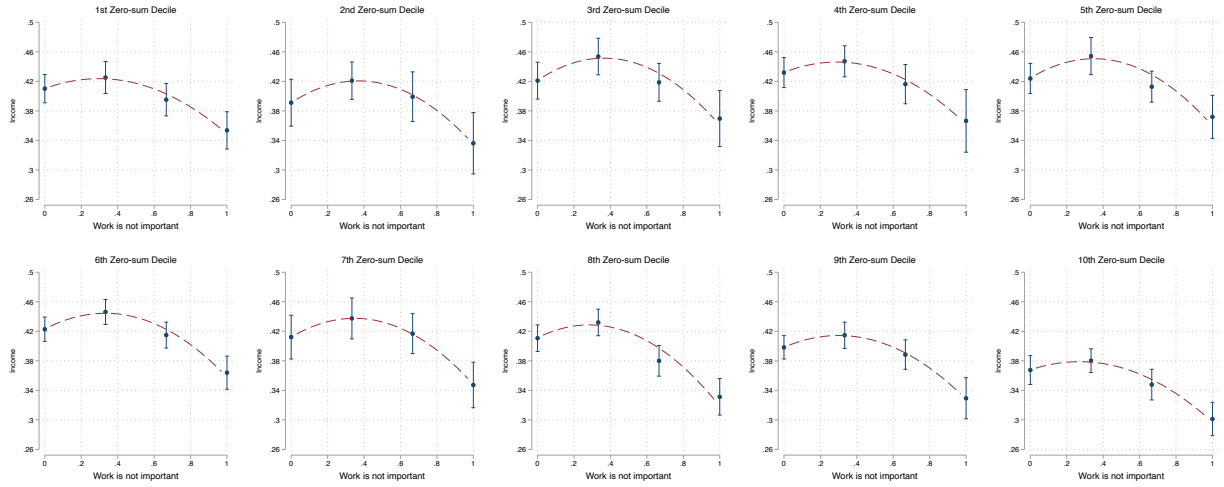 1st Zero-sum Decile
.5
.46
.42
.38
.34
.3
.26
Income
0 .2 .4 .6 .8 1
Work is not important
2nd Zero-sum Decile
.5
.46
.42
.38
.34
.3
.26
Income
0 .2 .4 .6 .8 1
Work is not important
3rd Zero-sum Decile
.5
.46
.42
.38
.34
.3
.26
Income
0 .2 .4 .6 .8 1
Work is not important
4th Zero-sum Decile
.5
.46
.42
.38
.34
.3
.26
Income
0 .2 .4 .6 .8 1
Work is not important
5th Zero-sum Decile
.5
.46
.42
.38
.34
.3
.26
Income
0 .2 .4 .6 .8 1
Work is not important
6th Zero-sum Decile
.5
.46
.42
.38
.34
.3
.26
Income
0 .2 .4 .6 .8 1
Work is not important
7th Zero-sum Decile
.5
.46
.42
.38
.34
.3
.26
Income
0 .2 .4 .6 .8 1
Work is not important
8th Zero-sum Decile
.5
.46
.42
.38
.34
.3
.26
Income
0 .2 .4 .6 .8 1
Work is not important
9th Zero-sum Decile
.5
.46
.42
.38
.34
.3
.26
Income
0 .2 .4 .6 .8 1
Work is not important
10th Zero-sum Decile
.5
.46
.42
.38
.34
.3
.26
Income
0 .2 .4 .6 .8 1
Work is not important